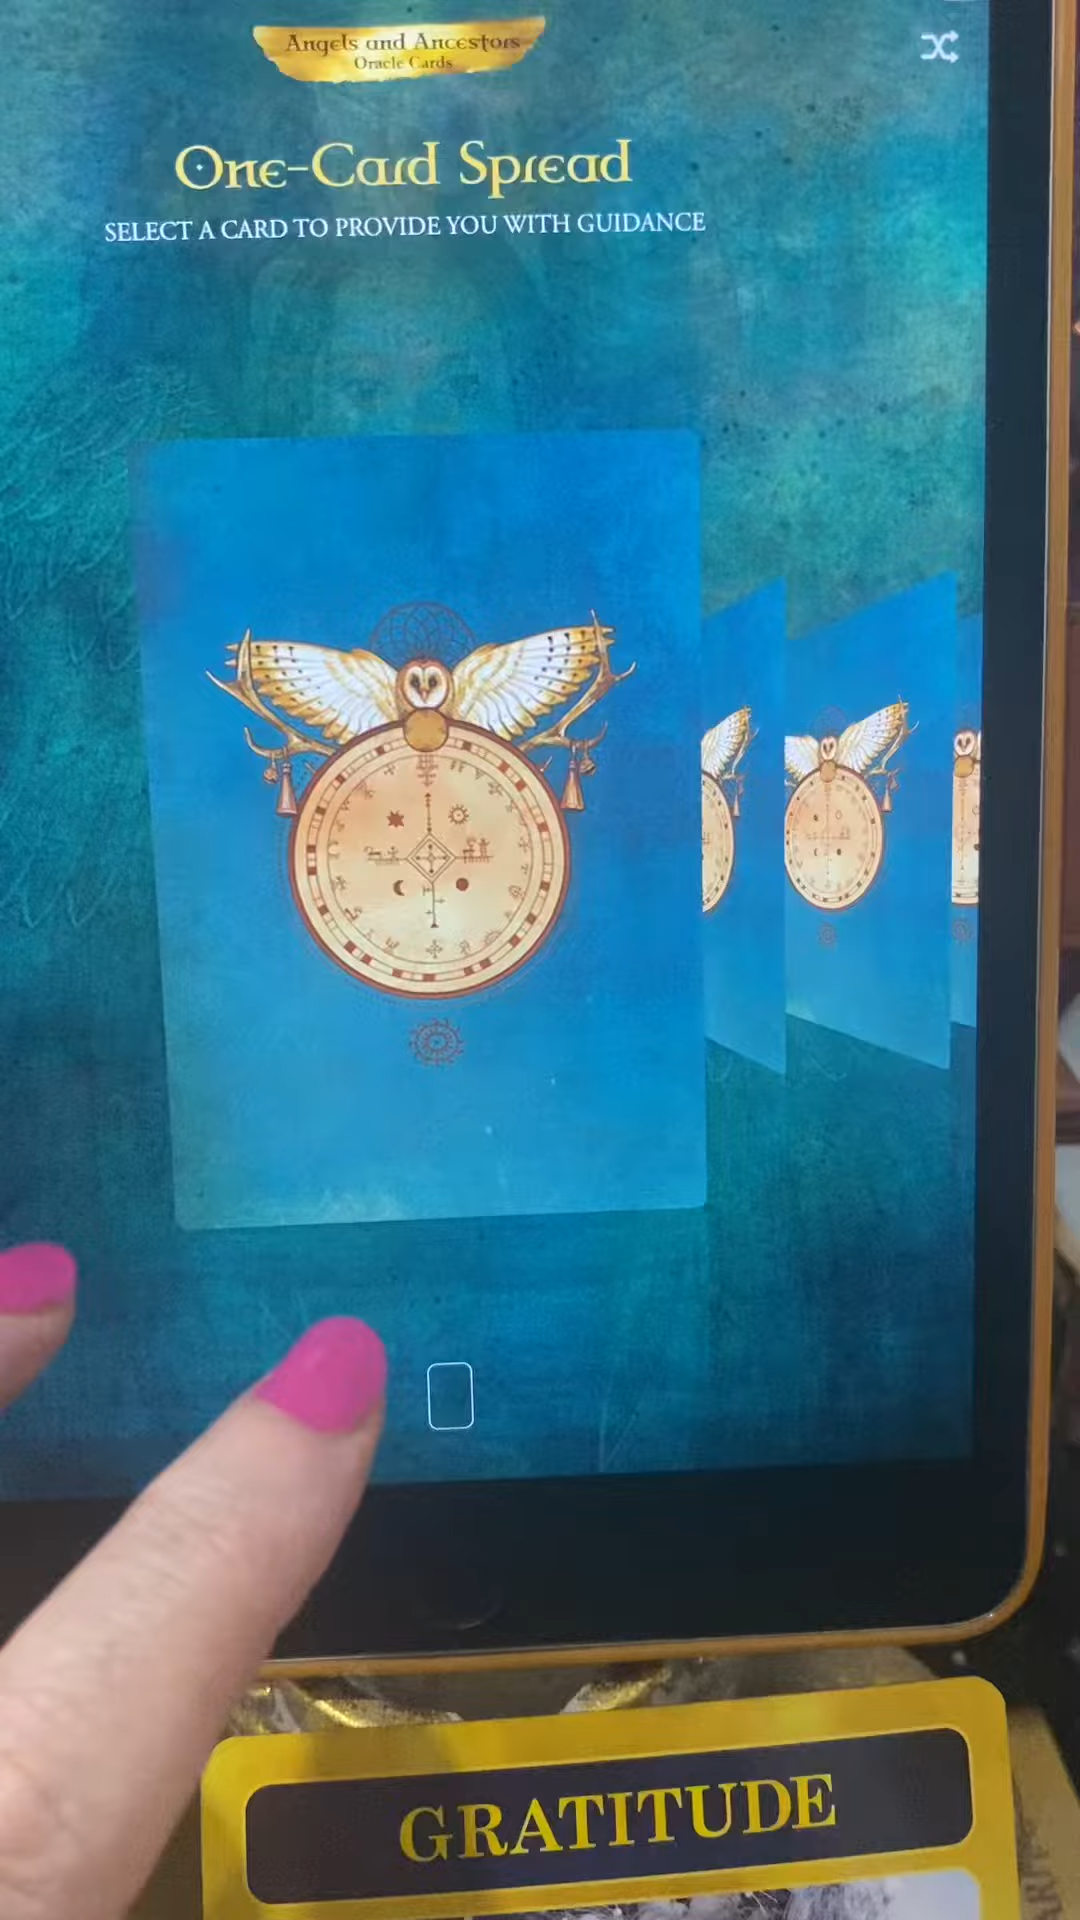 Angels and Ancestors
Oracle Cards
One-Card Spread
SELECT A CARD TO PROVIDE YOU WITH GUIDANCE
GRATITUDE